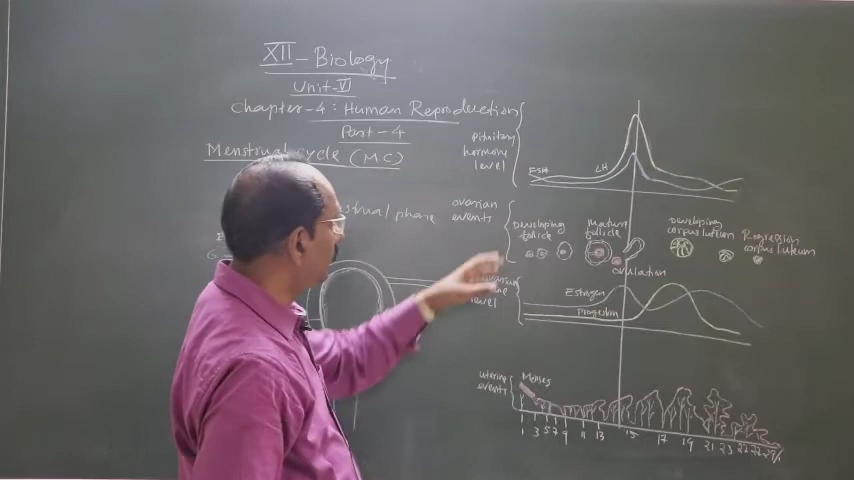 XII - Biology
Unit-VI
Chapter-4: Human Reproduction
Part-4
Menstrual cycle (M.C)
strual phase
Pituitary
hormone
level
FSH
LH
ovarian
events
Developing
follicle
mature
follicle
ovulation
Developing
corpus luteum
Regression
corpus luteum
level
Estrogen
Progestin
uterine
events
Menses
1 3 5 7 9 11 13 15 17 19 21 23